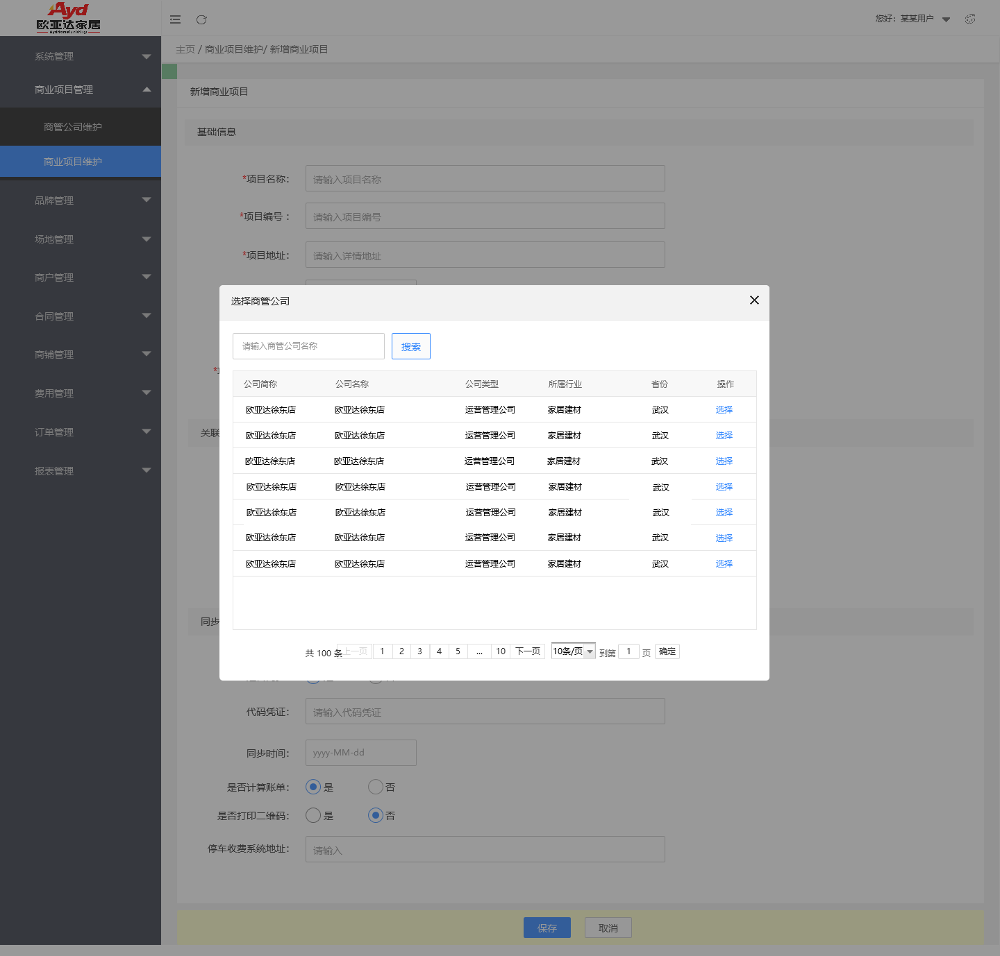 Ayd
欧亚达家居
AydHomeFurnishings
您好：某某用户
主页 / 商业项目维护/ 新增商业项目
系统管理
商业项目管理
商管公司维护
商业项目维护
品牌管理
场地管理
商户管理
合同管理
商铺管理
费用管理
订单管理
报表管理
新增商业项目
基础信息
*项目名称： 请输入项目名称
*项目编号 ： 请输入项目编号
*项目地址： 请输入详情地址
关联
同步
选择商管公司
请输入商管公司名称 搜索
公司简称 公司名称 公司类型 所属行业 省份 操作
欧亚达徐东店 欧亚达徐东店 运营管理公司 家居建材 武汉 选择
欧亚达徐东店 欧亚达徐东店 运营管理公司 家居建材 武汉 选择
欧亚达徐东店 欧亚达徐东店 运营管理公司 家居建材 武汉 选择
欧亚达徐东店 欧亚达徐东店 运营管理公司 家居建材 武汉 选择
欧亚达徐东店 欧亚达徐东店 运营管理公司 家居建材 武汉 选择
欧亚达徐东店 欧亚达徐东店 运营管理公司 家居建材 武汉 选择
欧亚达徐东店 欧亚达徐东店 运营管理公司 家居建材 武汉 选择
共 100 条 上一页 1 2 3 4 5 ... 10 下一页 10条/页 到第 1 页 确定
代码凭证： 请输入代码凭证
同步时间： yyyy-MM-dd
是否计算账单： 是 否
是否打印二维码： 是 否
停车收费系统地址： 请输入
保存 取消